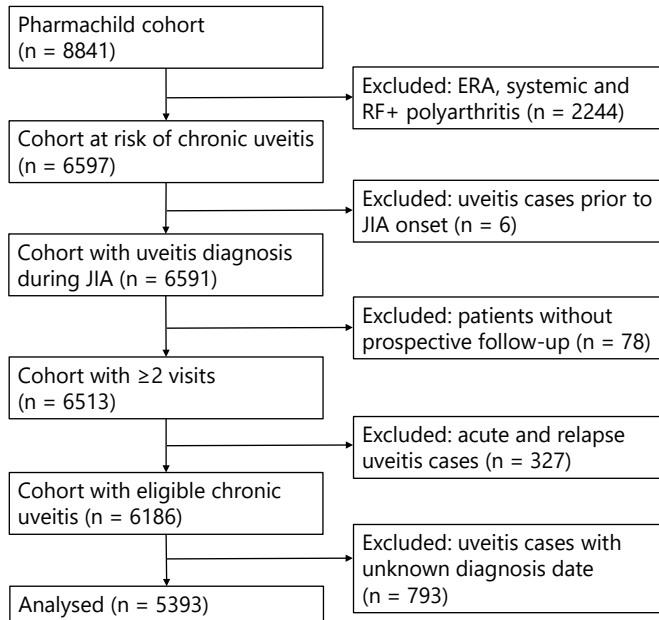 Pharmachild cohort
(n = 8841)
Excluded: ERA, systemic and
RF+ polyarthritis (n = 2244)
Cohort at risk of chronic uveitis
(n = 6597)
Excluded: uveitis cases prior to
JIA onset (n = 6)
Cohort with uveitis diagnosis
during JIA (n = 6591)
Excluded: patients without
prospective follow-up (n = 78)
Cohort with ≥2 visits
(n = 6513)
Excluded: acute and relapse
uveitis cases (n = 327)
Cohort with eligible chronic
uveitis (n = 6186)
Excluded: uveitis cases with
unknown diagnosis date
(n = 793)
Analysed (n = 5393)